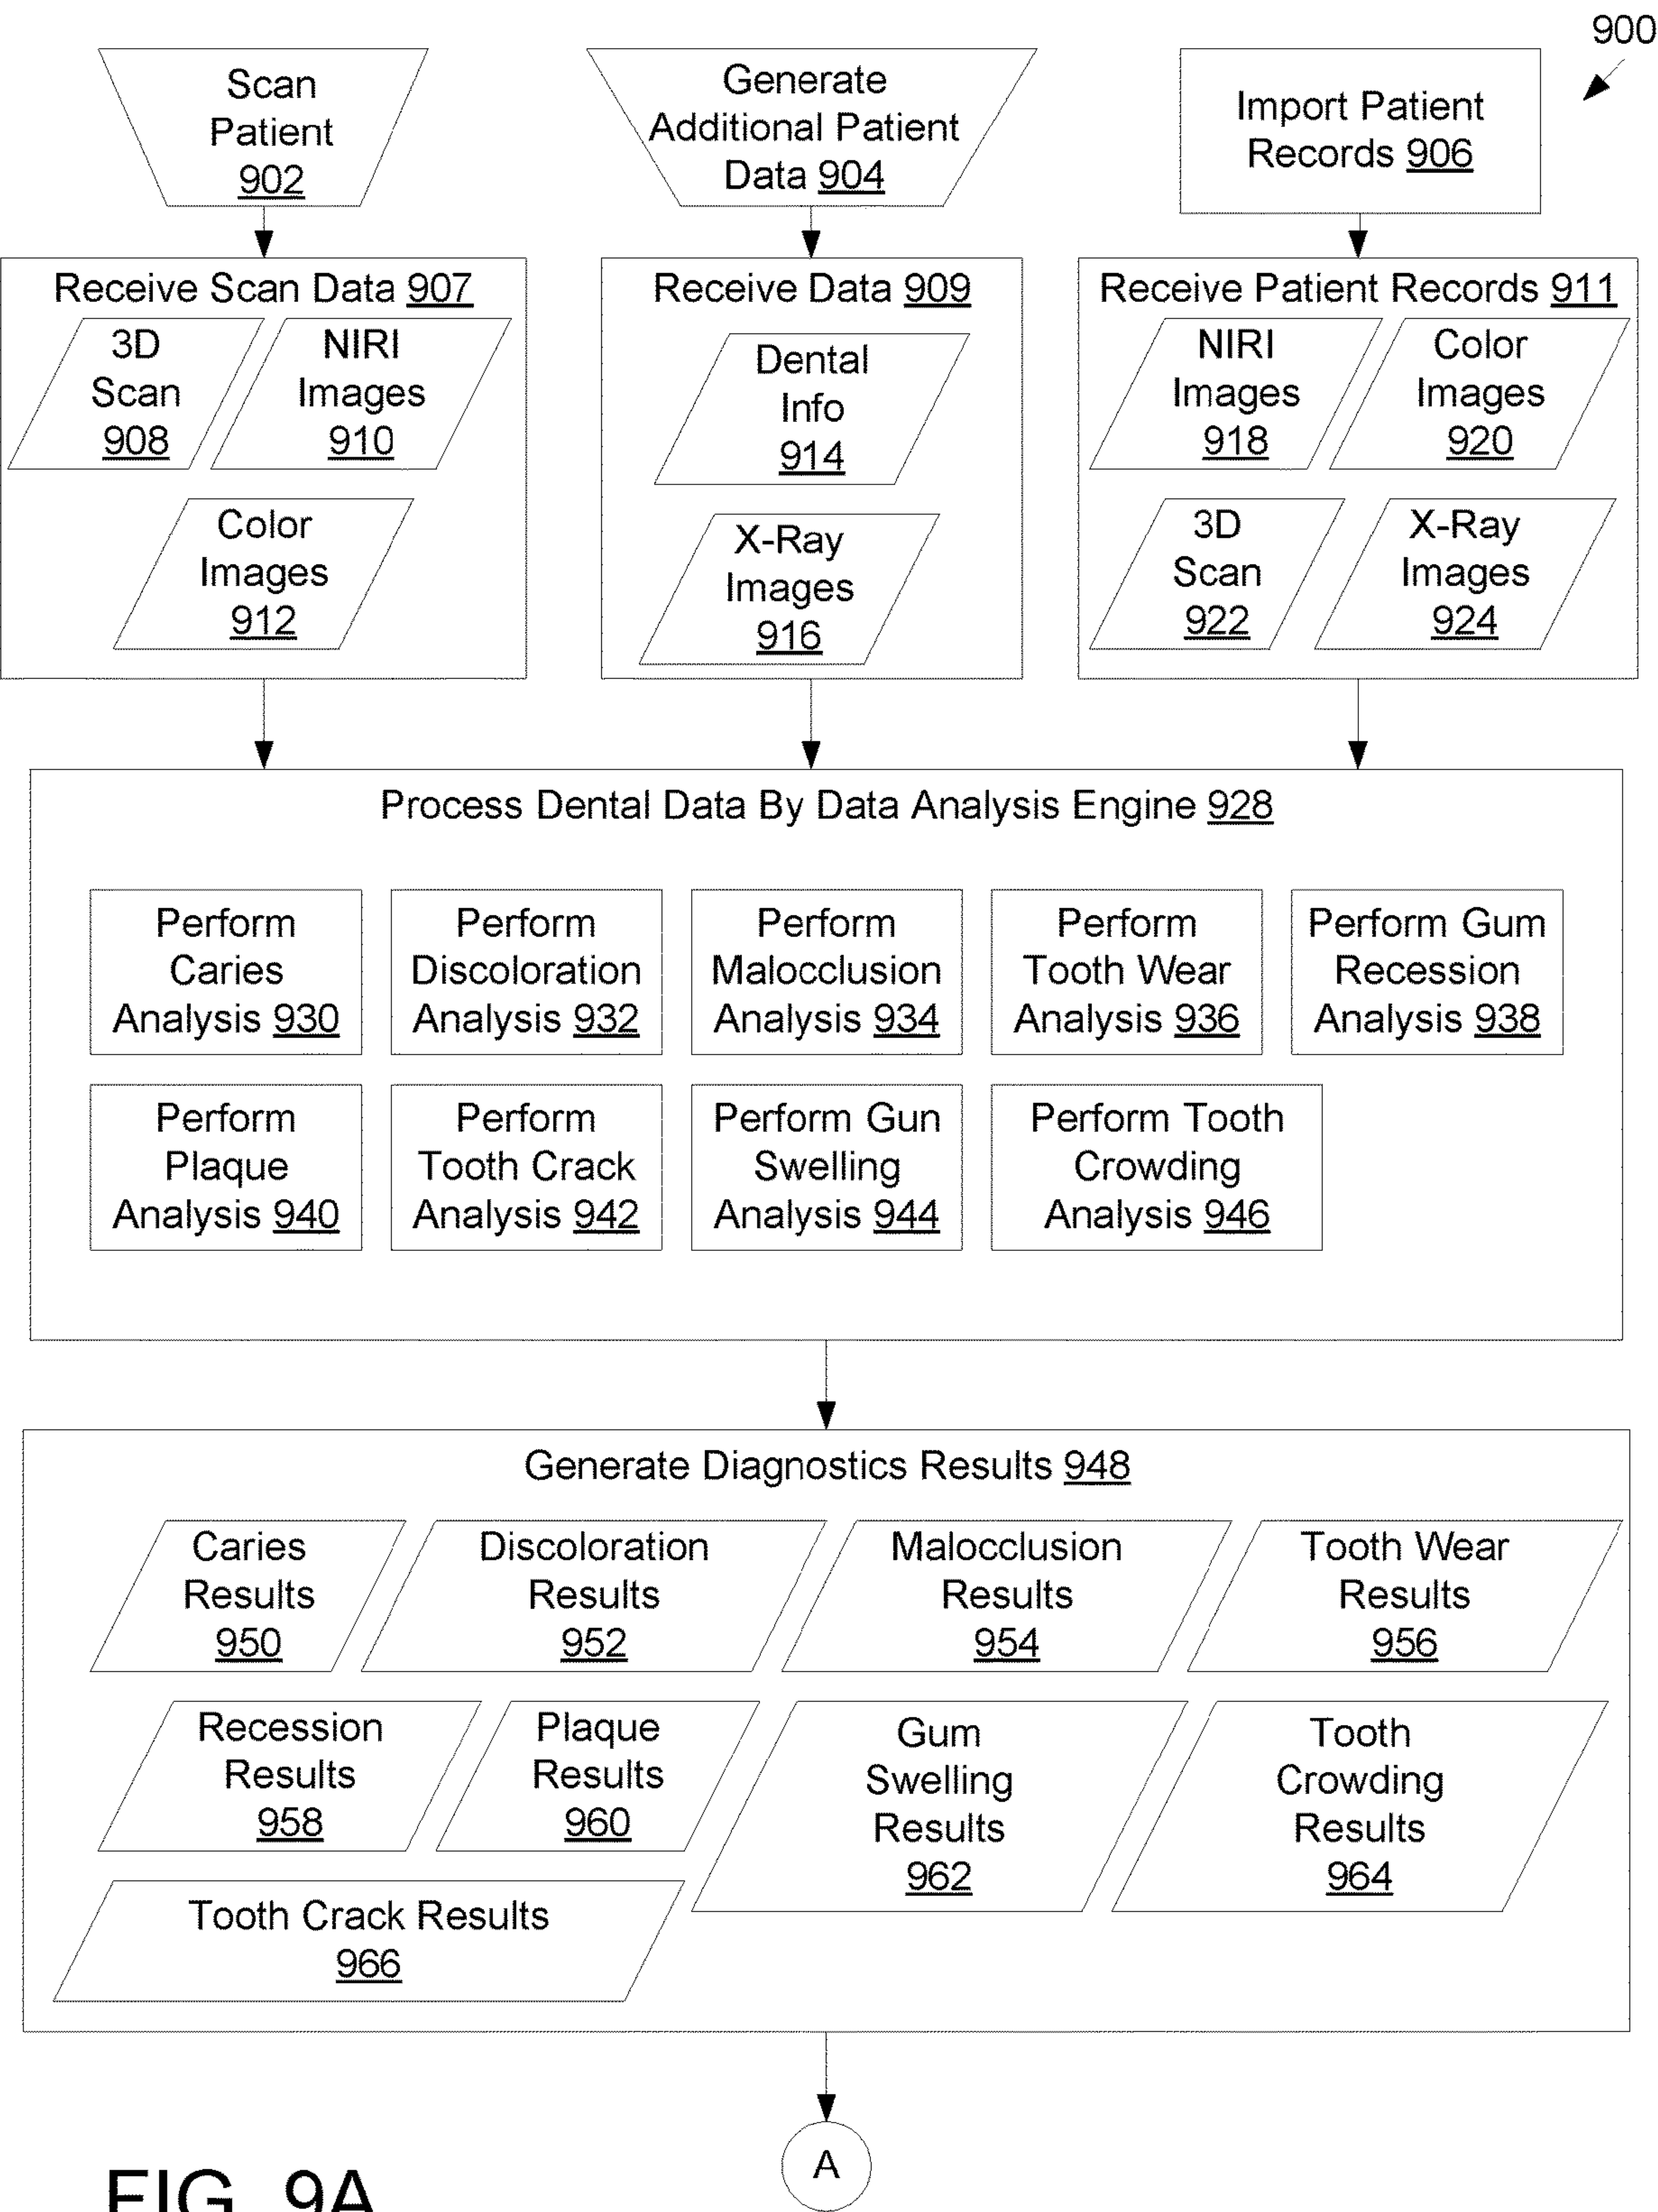 900
Scan
Patient
902
Generate
Additional Patient
Data 904
Import Patient
Records 906
Receive Scan Data 907
3D
Scan
908
NIRI
Images
910
Color
Images
912
Receive Data 909
Dental
Info
914
X-Ray
Images
916
Receive Patient Records 911
NIRI
Images
918
Color
Images
920
3D
Scan
922
X-Ray
Images
924
Process Dental Data By Data Analysis Engine 928
Perform
Caries
Analysis 930
Perform
Discoloration
Analysis 932
Perform
Malocclusion
Analysis 934
Perform
Tooth Wear
Analysis 936
Perform Gum
Recession
Analysis 938
Perform
Plaque
Analysis 940
Perform
Tooth Crack
Analysis 942
Perform Gun
Swelling
Analysis 944
Perform Tooth
Crowding
Analysis 946
Generate Diagnostics Results 948
Caries
Results
950
Discoloration
Results
952
Malocclusion
Results
954
Tooth Wear
Results
956
Recession
Results
958
Plaque
Results
960
Gum
Swelling
Results
962
Tooth
Crowding
Results
964
Tooth Crack Results
966
A
FIG. 9A